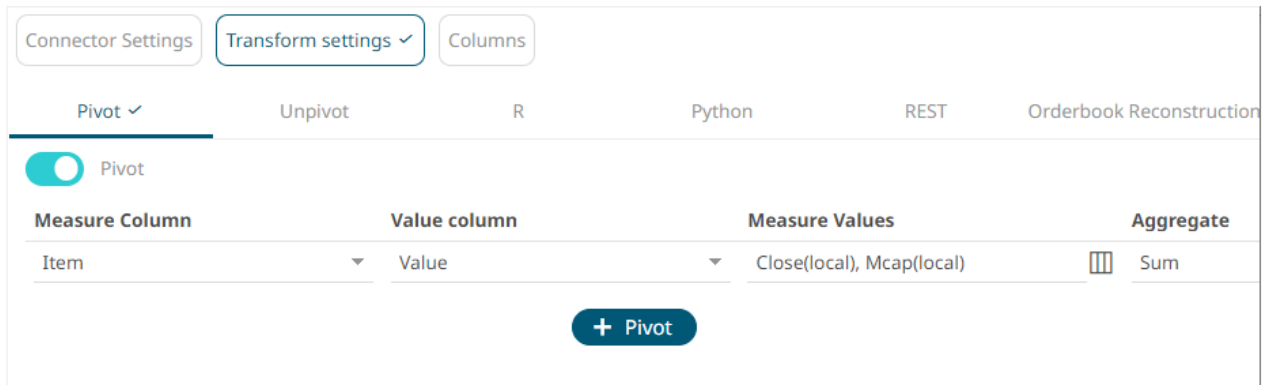 Connector Settings Transform settings Columns
Pivot Unpivot R Python REST Orderbook Reconstruction
Pivot
Measure Column Value column Measure Values Aggregate
Item Value Close(local), Mcap(local) Sum
+ Pivot